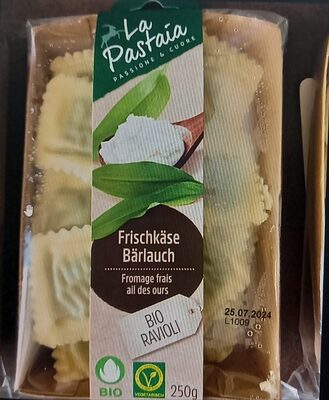 La
Pastaia
PASSIONE & CUORE
Frischkäse
Bärlauch
Fromage frais
ail des ours
BIO
RAVIOLI
25.07.2024
L1009
BIO
VEGETARISCH
250g